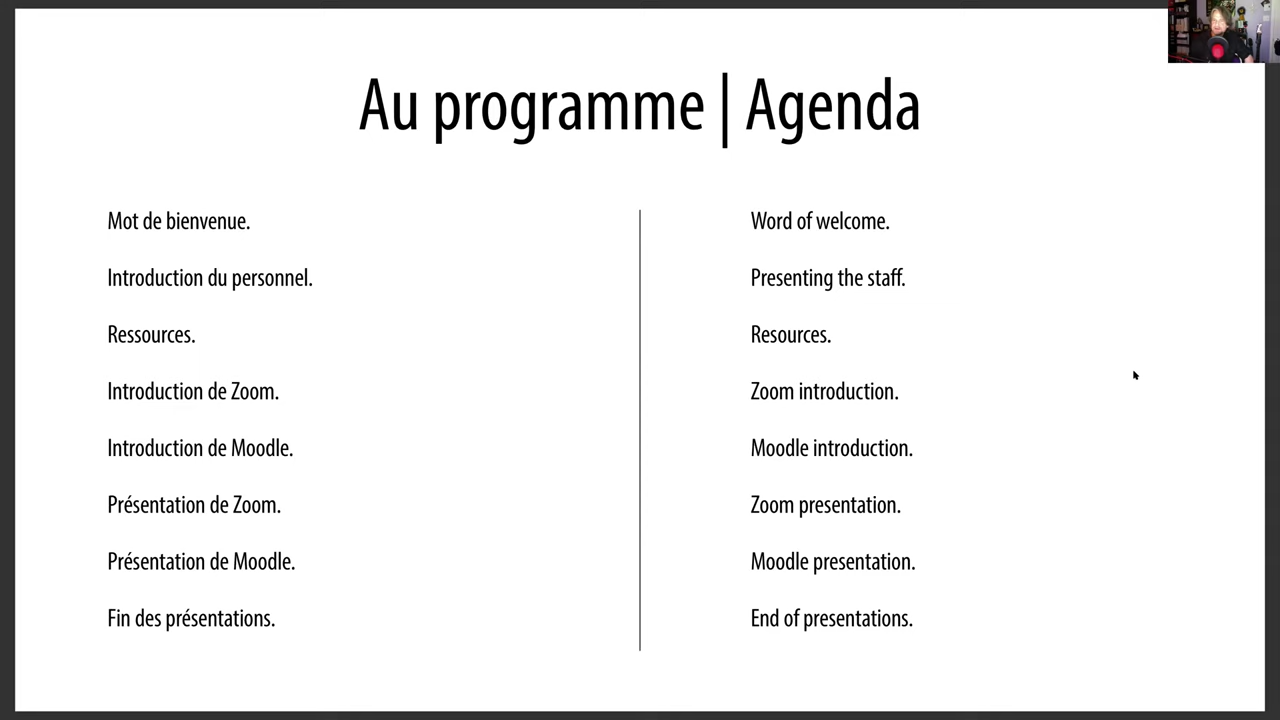 Au programme | Agenda
Mot de bienvenue.
Introduction du personnel.
Ressources.
Introduction de Zoom.
Introduction de Moodle.
Présentation de Zoom.
Présentation de Moodle.
Fin des présentations.
Word of welcome.
Presenting the staff.
Resources.
Zoom introduction.
Moodle introduction.
Zoom presentation.
Moodle presentation.
End of presentations.